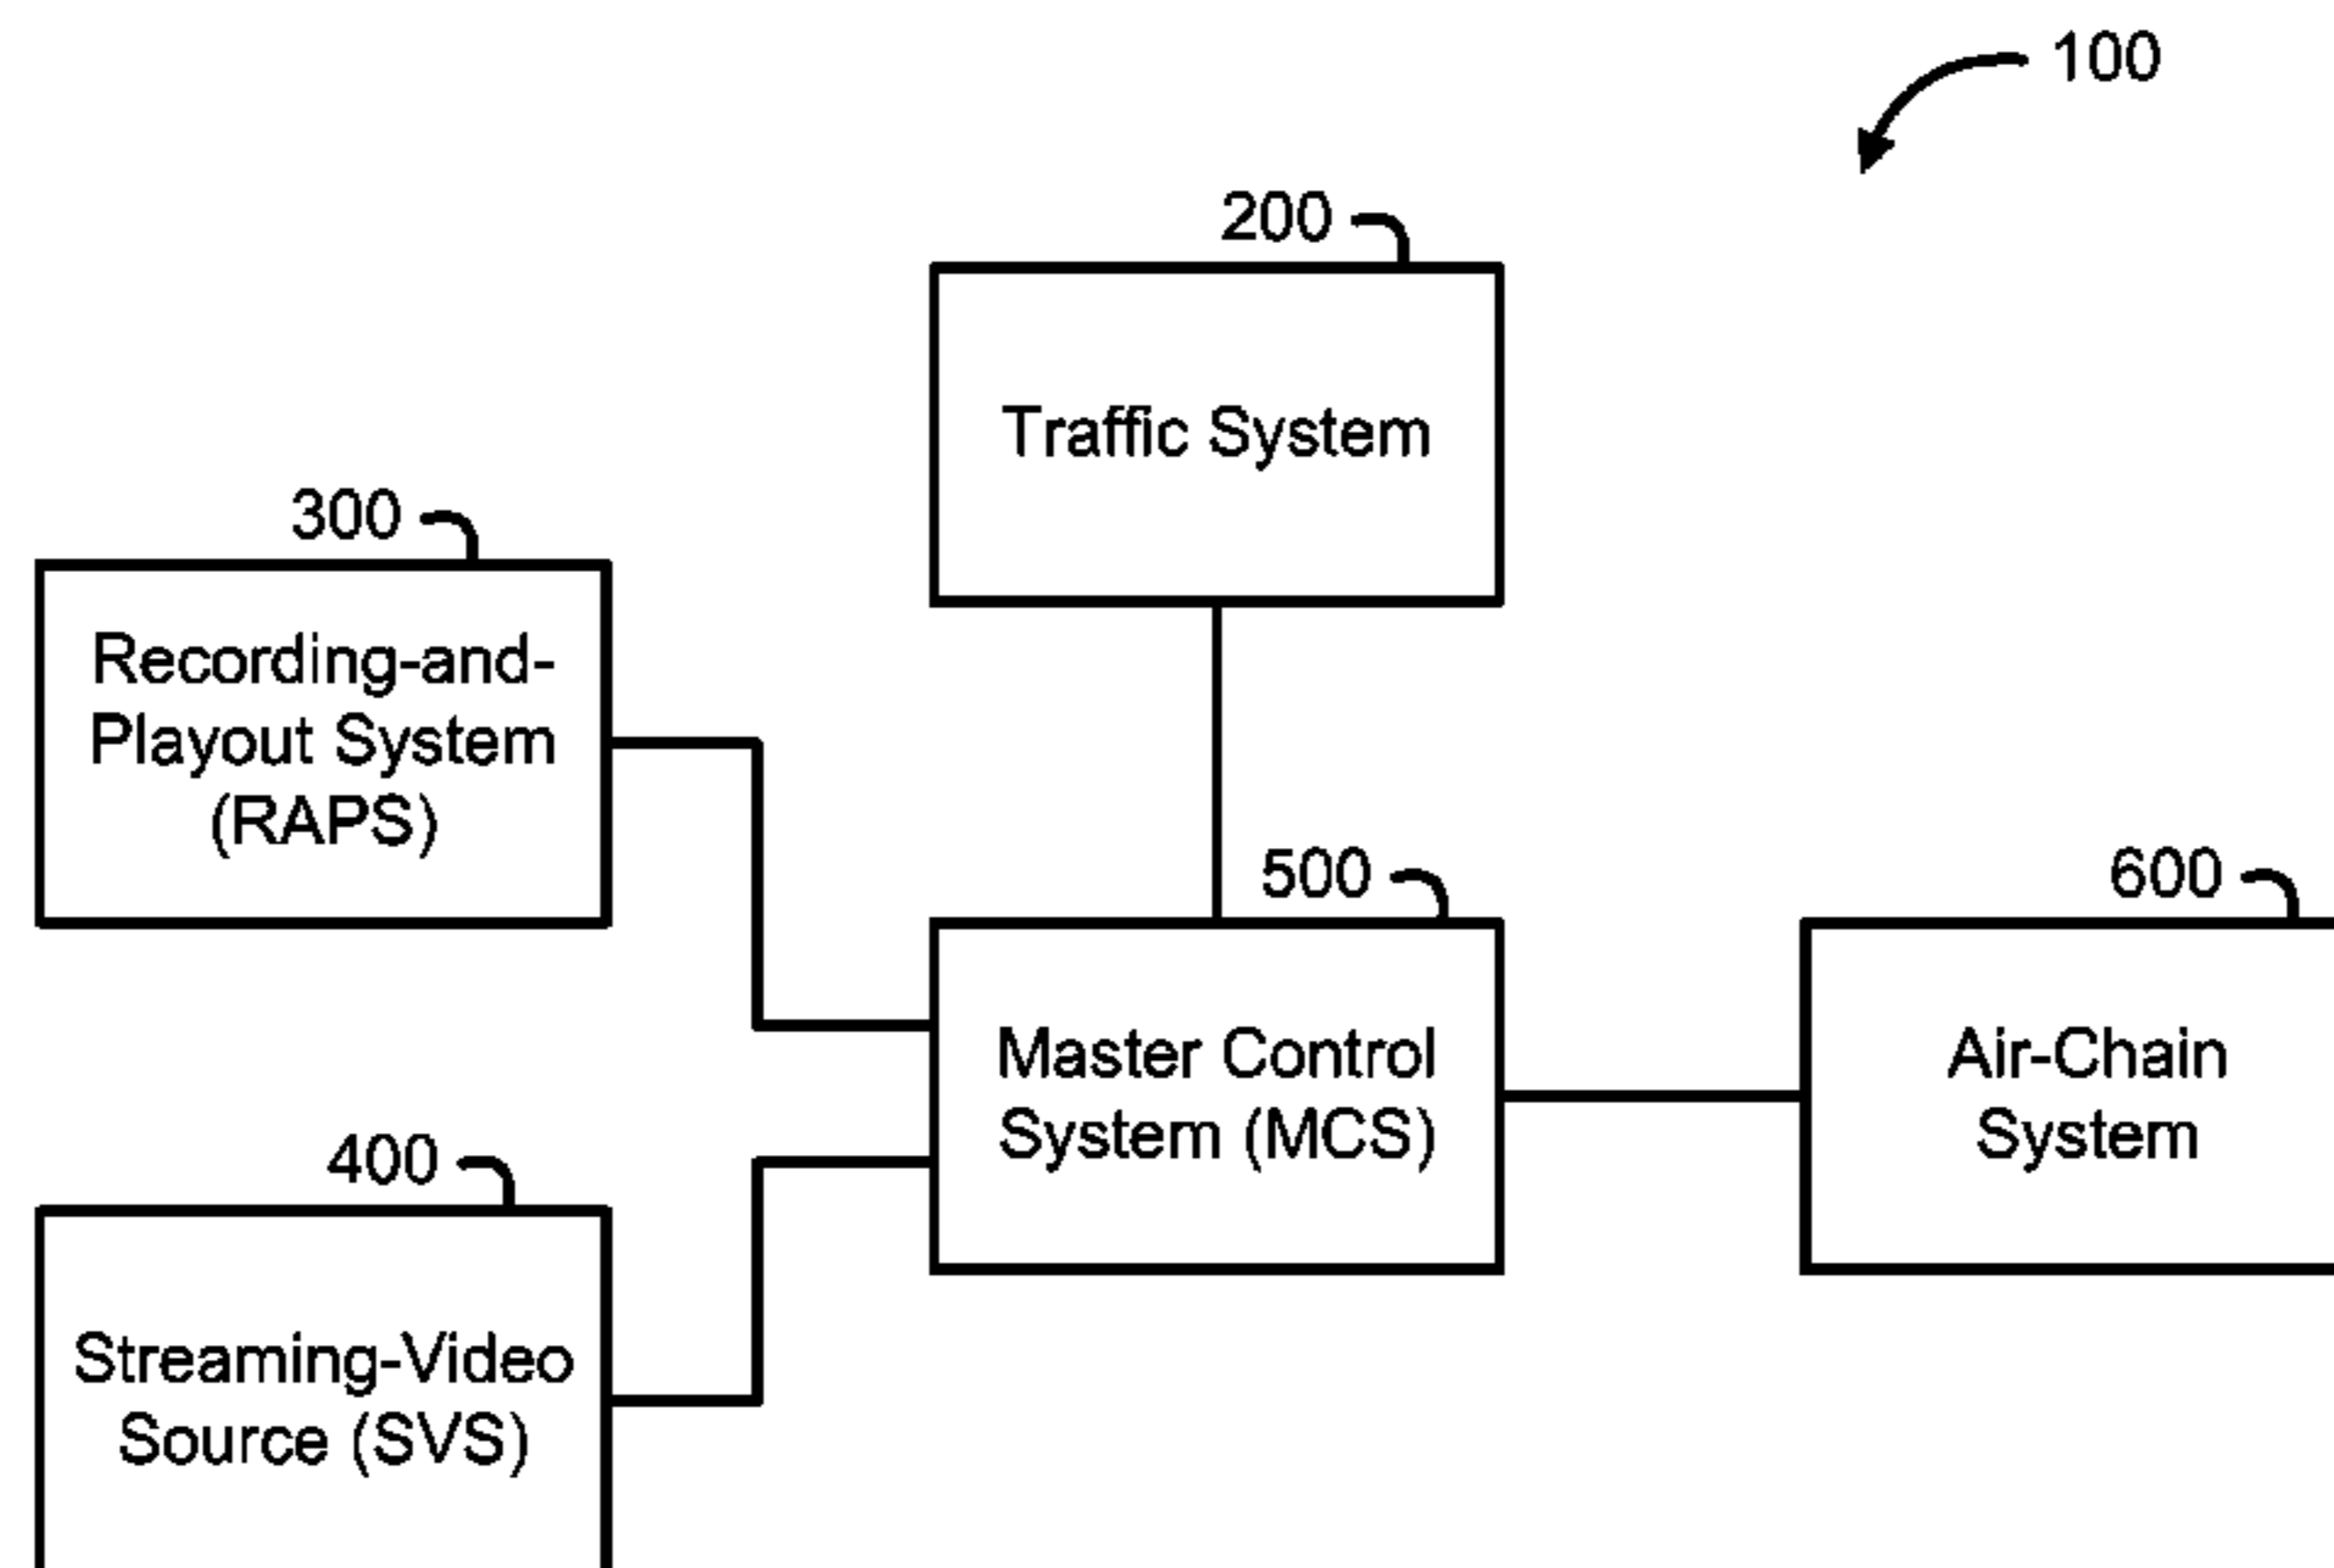 100
200
Traffic System
300
Recording-and-
Playout System
(RAPS)
500
Master Control
System (MCS)
600
Air-Chain
System
400
Streaming-Video
Source (SVS)